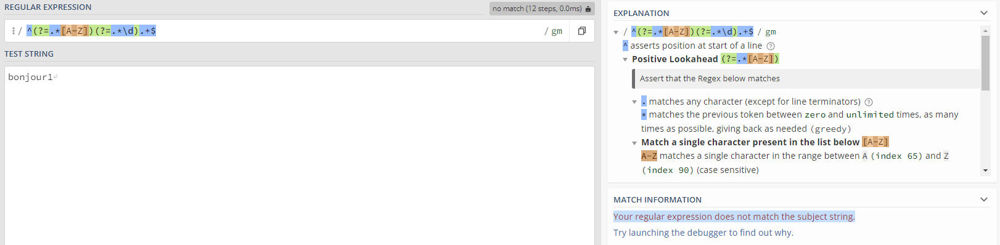 REGULAR EXPRESSION
no match (12 steps, 0.0ms)
/ ^(?=.*[A-Z])(?=.*\d).+$ / gm
TEST STRING
bonjour1↵
EXPLANATION
/ ^(?=.*[A-Z])(?=.*\d).+$ / gm
^ asserts position at start of a line
Positive Lookahead (?=.*[A-Z])
Assert that the Regex below matches
. matches any character (except for line terminators)
* matches the previous token between zero and unlimited times, as many
times as possible, giving back as needed (greedy)
Match a single character present in the list below [A-Z]
A-Z matches a single character in the range between A (index 65) and Z
(index 90) (case sensitive)
MATCH INFORMATION
Your regular expression does not match the subject string.
Try launching the debugger to find out why.